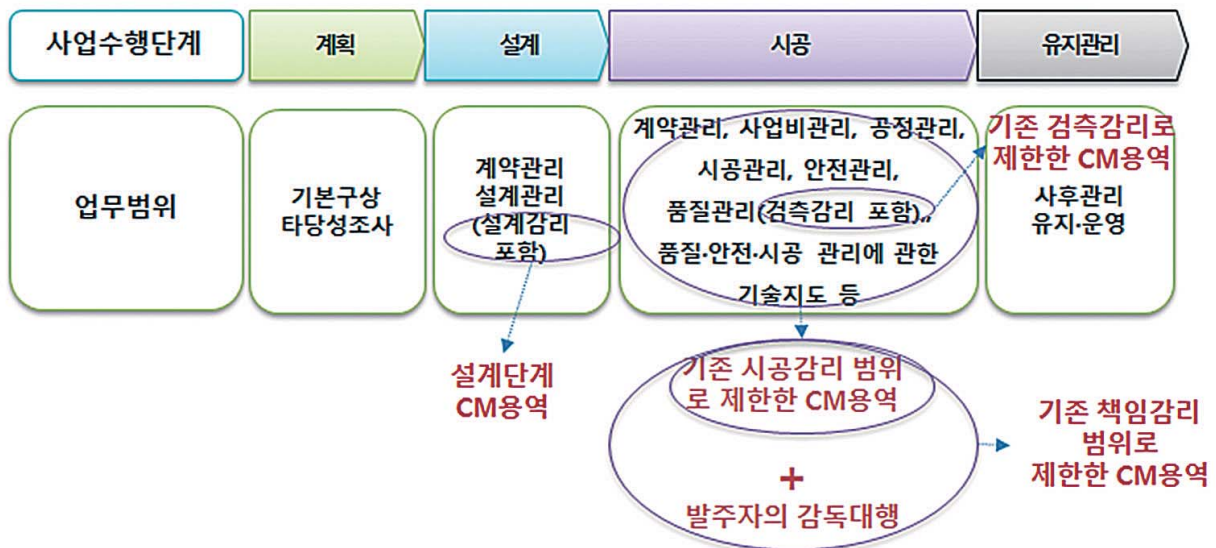 사업수행단계
계획
설계
시공
유지관리
업무범위
기본구상
타당성조사
계약관리
설계관리
(설계감리
포함)
계약관리, 사업비관리, 공정관리,
시공관리, 안전관리,
품질관리(검측감리 포함),,
품질·안전·시공 관리에 관한
기술지도 등
기존 검측감리로
제한한 CM용역
사후관리
유지·운영
설계단계
CM용역
기존 시공감리 범위
로 제한한 CM용역
+
발주자의 감독대행
기존 책임감리
범위로
제한한 CM용역